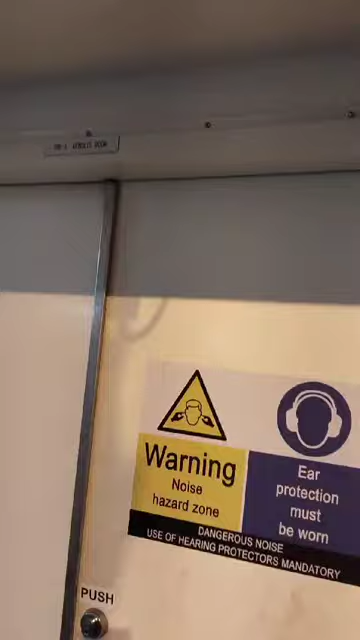 Warning
Noise
hazard zone
Ear
protection
must
be worn
DANGEROUS NOISE
USE OF HEARING PROTECTORS MANDATORY
PUSH